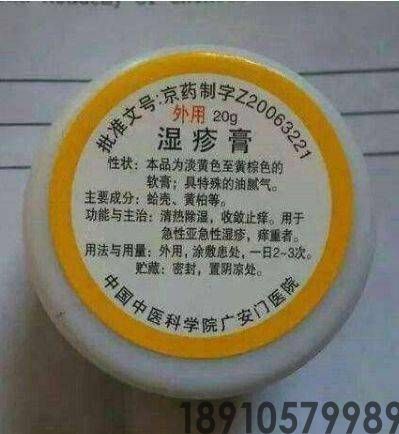 批准文号:京药制字Z20063221
外用 20g
湿疹膏
性状:本品为淡黄色至黄棕色的
软膏;具特殊的油腻气。
主要成分:蛤壳、黄柏等。
功能与主治:清热除湿,收敛止痒。用于
急性亚急性湿疹,痒重者。
用法与用量:外用,涂敷患处,一日2~3次。
贮藏:密封,置阴凉处。
中国中医科学院广安门医院
18910579989